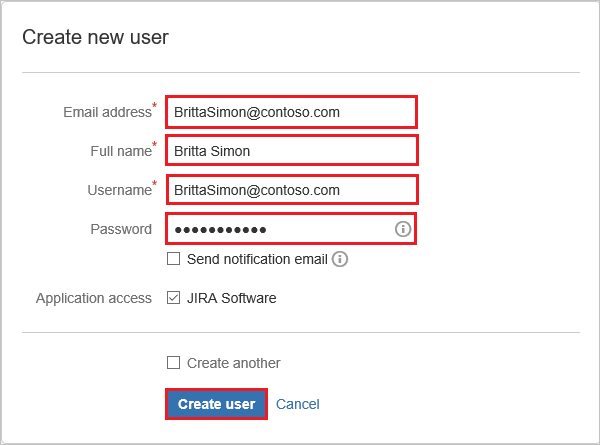 Create new user
Email address* BrittaSimon@contoso.com
Full name* Britta Simon
Username* BrittaSimon@contoso.com
Password ●●●●●●●●●●●
Send notification email
Application access JIRA Software
Create another
Create user Cancel